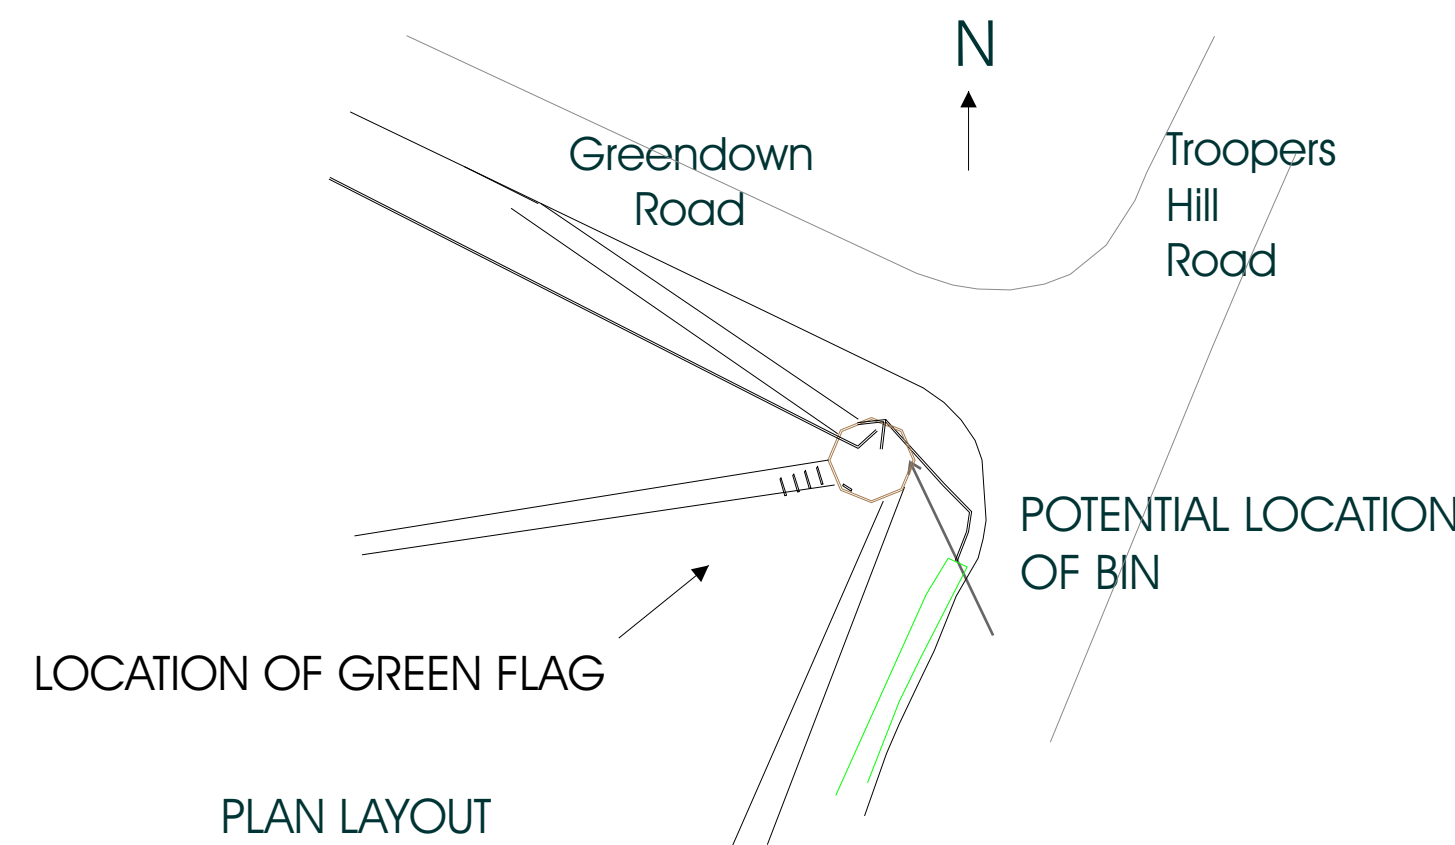 N
Greendown
Road
Troopers
Hill
Road
POTENTIAL LOCATION
OF BIN
LOCATION OF GREEN FLAG
PLAN LAYOUT